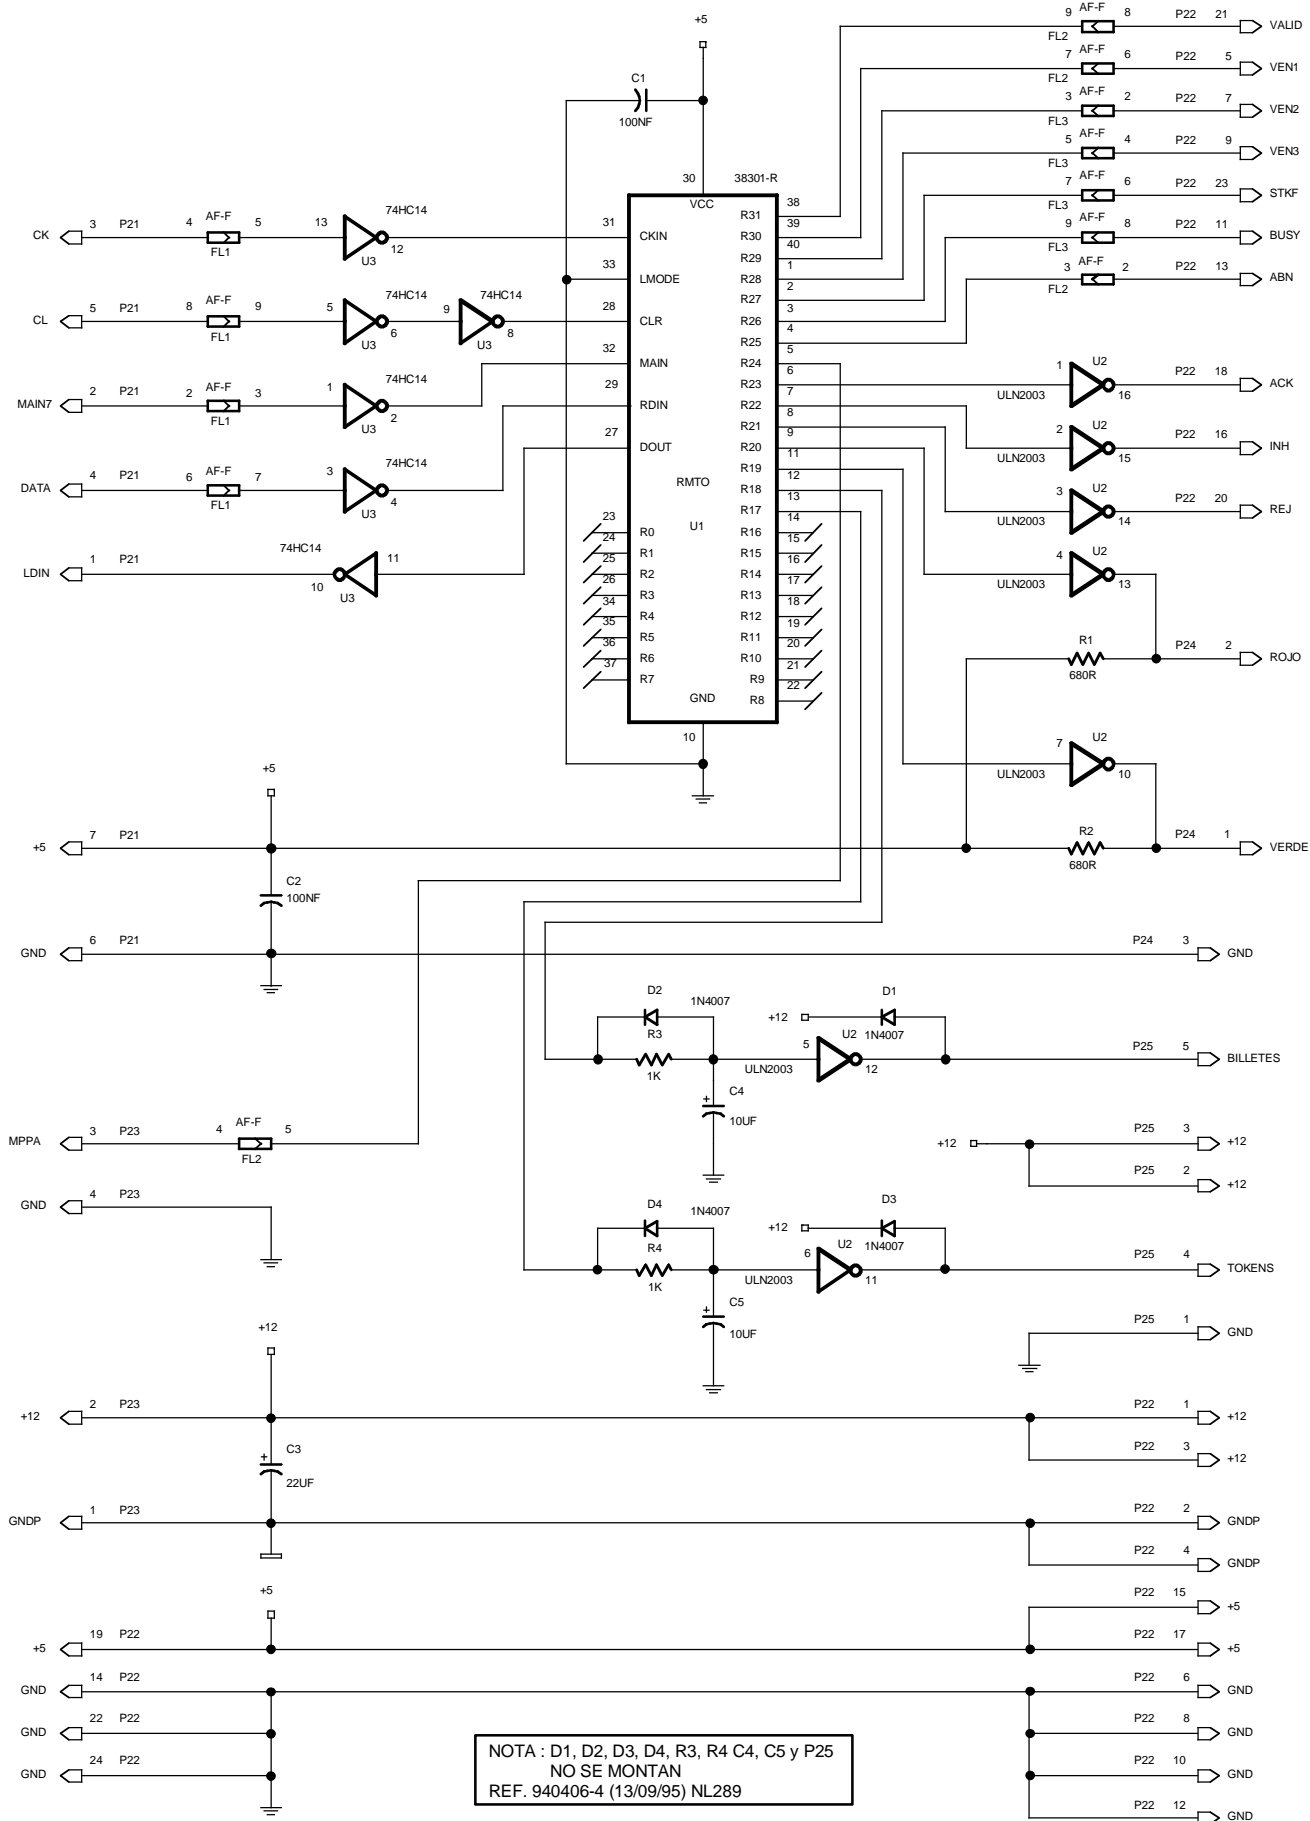 +5
9 AF-F 8 P22 21 VALID
FL2
7 AF-F 6 P22 5 VEN1
FL2
C1
100NF
3 AF-F 2 P22 7 VEN2
FL3
5 AF-F 4 P22 9 VEN3
FL3
7 AF-F 6 P22 23 STKF
FL3
9 AF-F 8 P22 11 BUSY
FL3
3 AF-F 2 P22 13 ABN
FL2
30 38301-R
VCC
CK 3 P21 4 AF-F 5 13 74HC14 12 31 CKIN
FL1 U3
33 LMODE
CL 5 P21 8 AF-F 9 5 74HC14 6 9 74HC14 8 28 CLR
FL1 U3 U3
32 MAIN
MAIN7 2 P21 2 AF-F 3 1 74HC14 2 29 RDIN
FL1 U3
27 DOUT
DATA 4 P21 6 AF-F 7 3 74HC14 4
FL1 U3
LDIN 1 P21 74HC14 10 11
U3
RMTO
U1
R31 38
R30 39
R29 40
R28 1
R27 2
R26 3
R25 4
R24 5
R23 6
R22 7
R21 8
R20 9
R19 11
R18 12
R17 13
R16 14
R15 15
R14 16
R13 17
R12 18
R11 19
R10 20
R9 21
R8 22
23 R0
24 R1
25 R2
26 R3
34 R4
35 R5
36 R6
37 R7
GND
10
1 U2 P22 18 ACK
ULN2003 16
2 U2 P22 16 INH
ULN2003 15
3 U2 P22 20 REJ
ULN2003 14
4 U2
ULN2003 13
R1 P24 2 ROJO
680R
7 U2
ULN2003 10
R2 P24 1 VERDE
680R
+5
+5 7 P21
C2
100NF
GND 6 P21 P24 3 GND
D2 1N4007 D1
+12
R3 5 U2 1N4007 P25 5 BILLETES
1K ULN2003 12
C4
+
10UF
MPPA 3 P23 4 AF-F 5
FL2
+12 P25 3 +12
P25 2 +12
GND 4 P23
D4 1N4007 D3
+12
R4 6 U2 1N4007 P25 4 TOKENS
1K ULN2003 11
C5
+
10UF
P25 1 GND
+12
+12 2 P23 P22 1 +12
P22 3 +12
+ C3
22UF
GNDP 1 P23 P22 2 GNDP
P22 4 GNDP
+5
P22 15 +5
+5 19 P22 P22 17 +5
GND 14 P22 P22 6 GND
GND 22 P22 P22 8 GND
GND 24 P22 P22 10 GND
P22 12 GND
NOTA : D1, D2, D3, D4, R3, R4 C4, C5 y P25
NO SE MONTAN
REF. 940406-4 (13/09/95) NL289